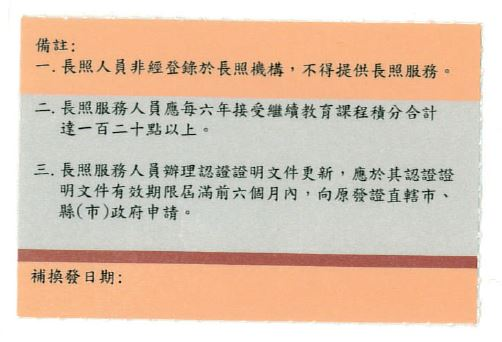 備註:
一.長照人員非經登錄於長照機構，不得提供長照服務。
二.長照服務人員應每六年接受繼續教育課程積分合計
達一百二十點以上。
三.長照服務人員辦理認證證明文件更新，應於其認證證
明文件有效期限屆滿前六個月內，向原發證直轄市、
縣(市)政府申請。
補換發日期: